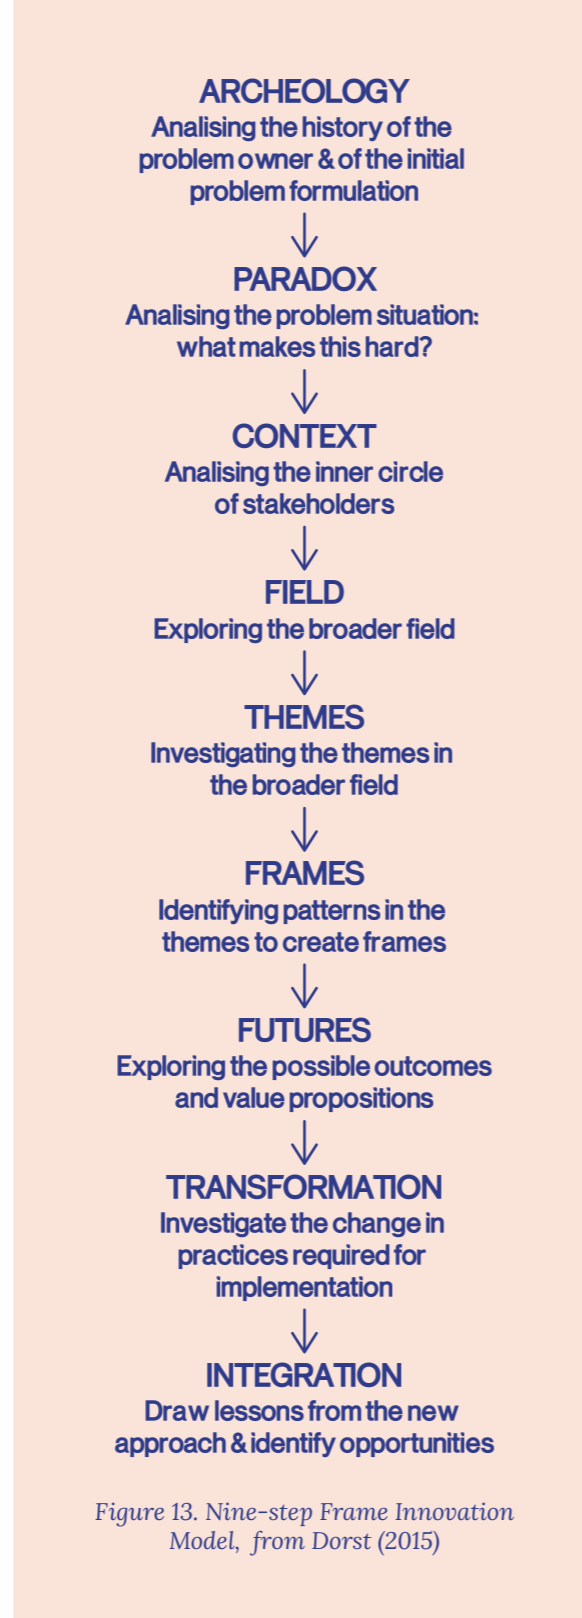 ARCHEOLOGY
Analising the history of the
problem owner & of the initial
problem formulation
PARADOX
Analising the problem situation:
what makes this hard?
CONTEXT
Analising the inner circle
of stakeholders
FIELD
Exploring the broader field
THEMES
Investigating the themes in
the broader field
FRAMES
Identifying patterns in the
themes to create frames
FUTURES
Exploring the possible outcomes
and value propositions
TRANSFORMATION
Investigate the change in
practices required for
implementation
INTEGRATION
Draw lessons from the new
approach & identify opportunities
Figure 13. Nine-step Frame Innovation
Model, from Dorst (2015)